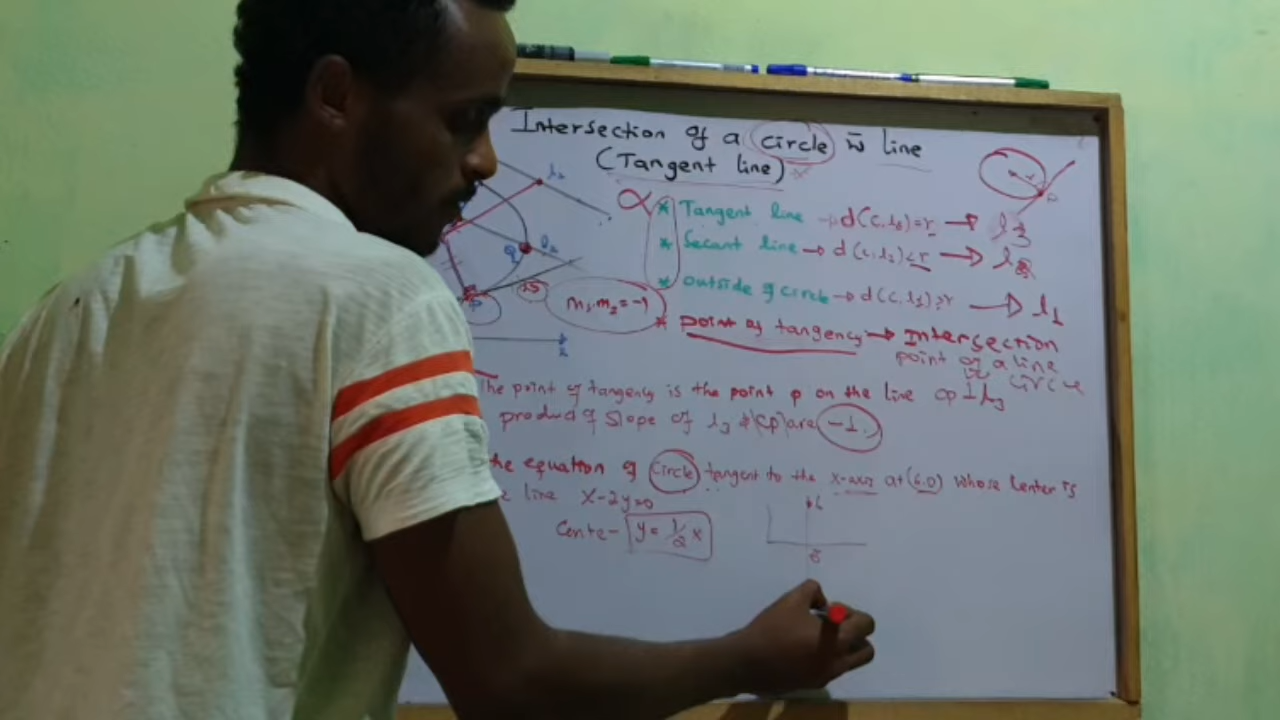 Intersection of a circle w̄ line
(Tangent line)
* Tangent line → d(c,l3)=r → l3
* Secant line → d(c,l2)<r → l2
* outside of circle → d(c,l1)>r → l1
m1.m2=-1
* point of tangency → Intersection
point of a line
w̄ circle
The point of tangency is the point p on the line cp⊥l3
product of slope of l3 & cp are -1.
he equation of circle tangent to the x-axis at (6,0) whose center is
line x-2y=0
Cente- y = 1/2 x